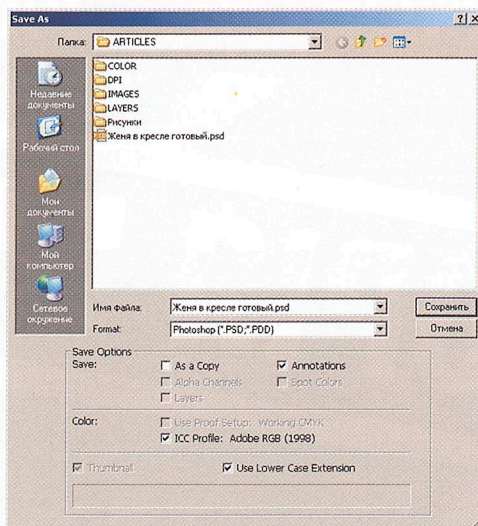 Save As
Папка: ARTICLES
COLOR
DPI
IMAGES
LAYERS
Рисунки
Женя в кресле готовый.psd
Недавние документы
Рабочий стол
Мои документы
Мой компьютер
Сетевое окружение
Имя файла: Женя в кресле готовый.psd Сохранить
Format: Photoshop (*.PSD;*.PDD) Отмена
Save Options
Save: As a Copy Annotations
Alpha Channels Spot Colors
Layers
Color: Use Proof Setup: Working CMYK
ICC Profile: Adobe RGB (1998)
Thumbnail Use Lower Case Extension